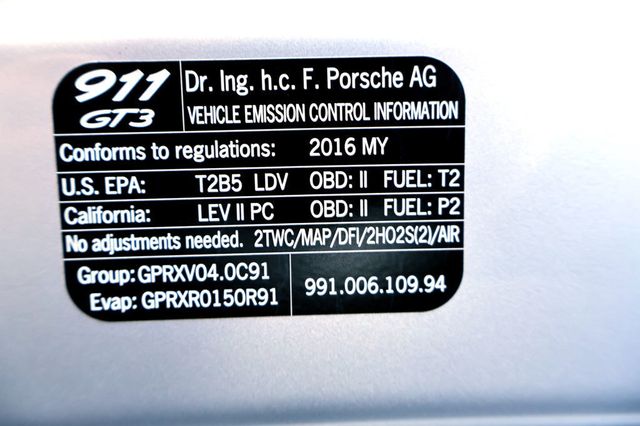 911 Dr. Ing. h.c. F. Porsche AG
GT3 VEHICLE EMISSION CONTROL INFORMATION
Conforms to regulations: 2016 MY
U.S. EPA: T2B5 LDV OBD: II FUEL: T2
California: LEV II PC OBD: II FUEL: P2
No adjustments needed. 2TWC/MAP/DFI/2HO2S(2)/AIR
Group: GPRXV04.0C91
Evap: GPRXR0150R91
991.006.109.94